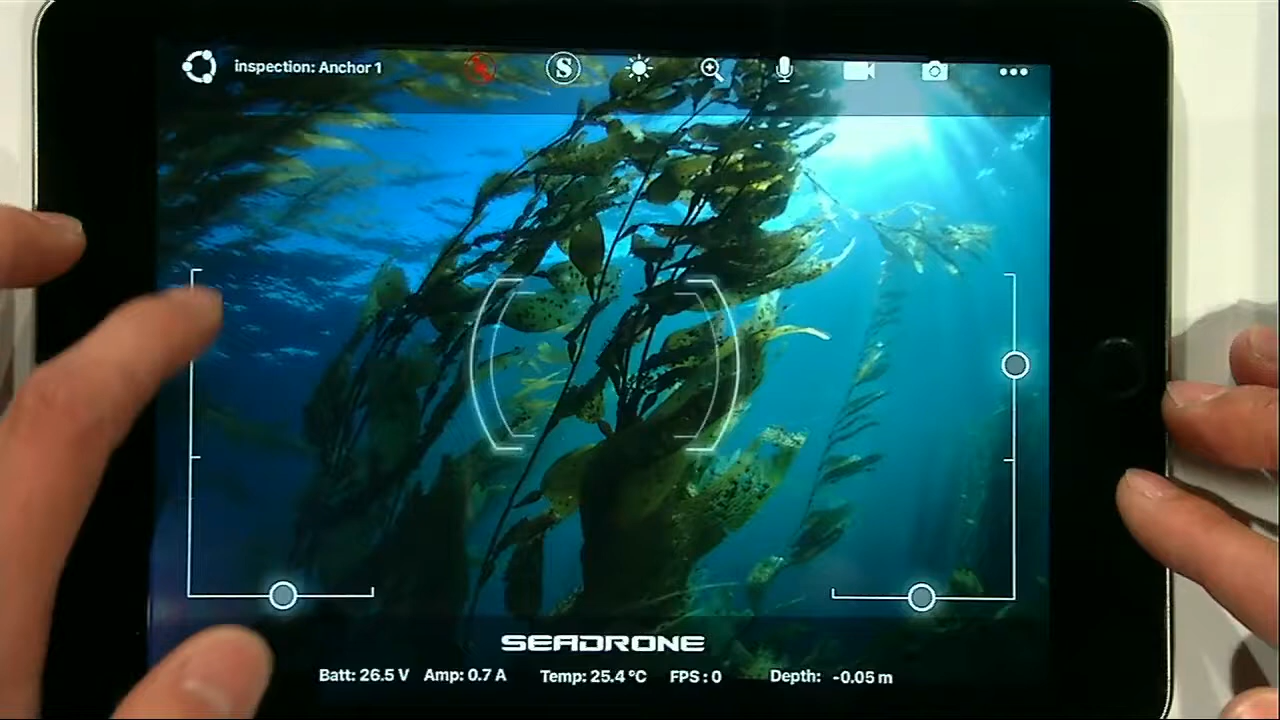 inspection: Anchor 1
S
SEADRONE
Batt: 26.5 V Amp: 0.7 A Temp: 25.4 °C FPS : 0 Depth: -0.05 m